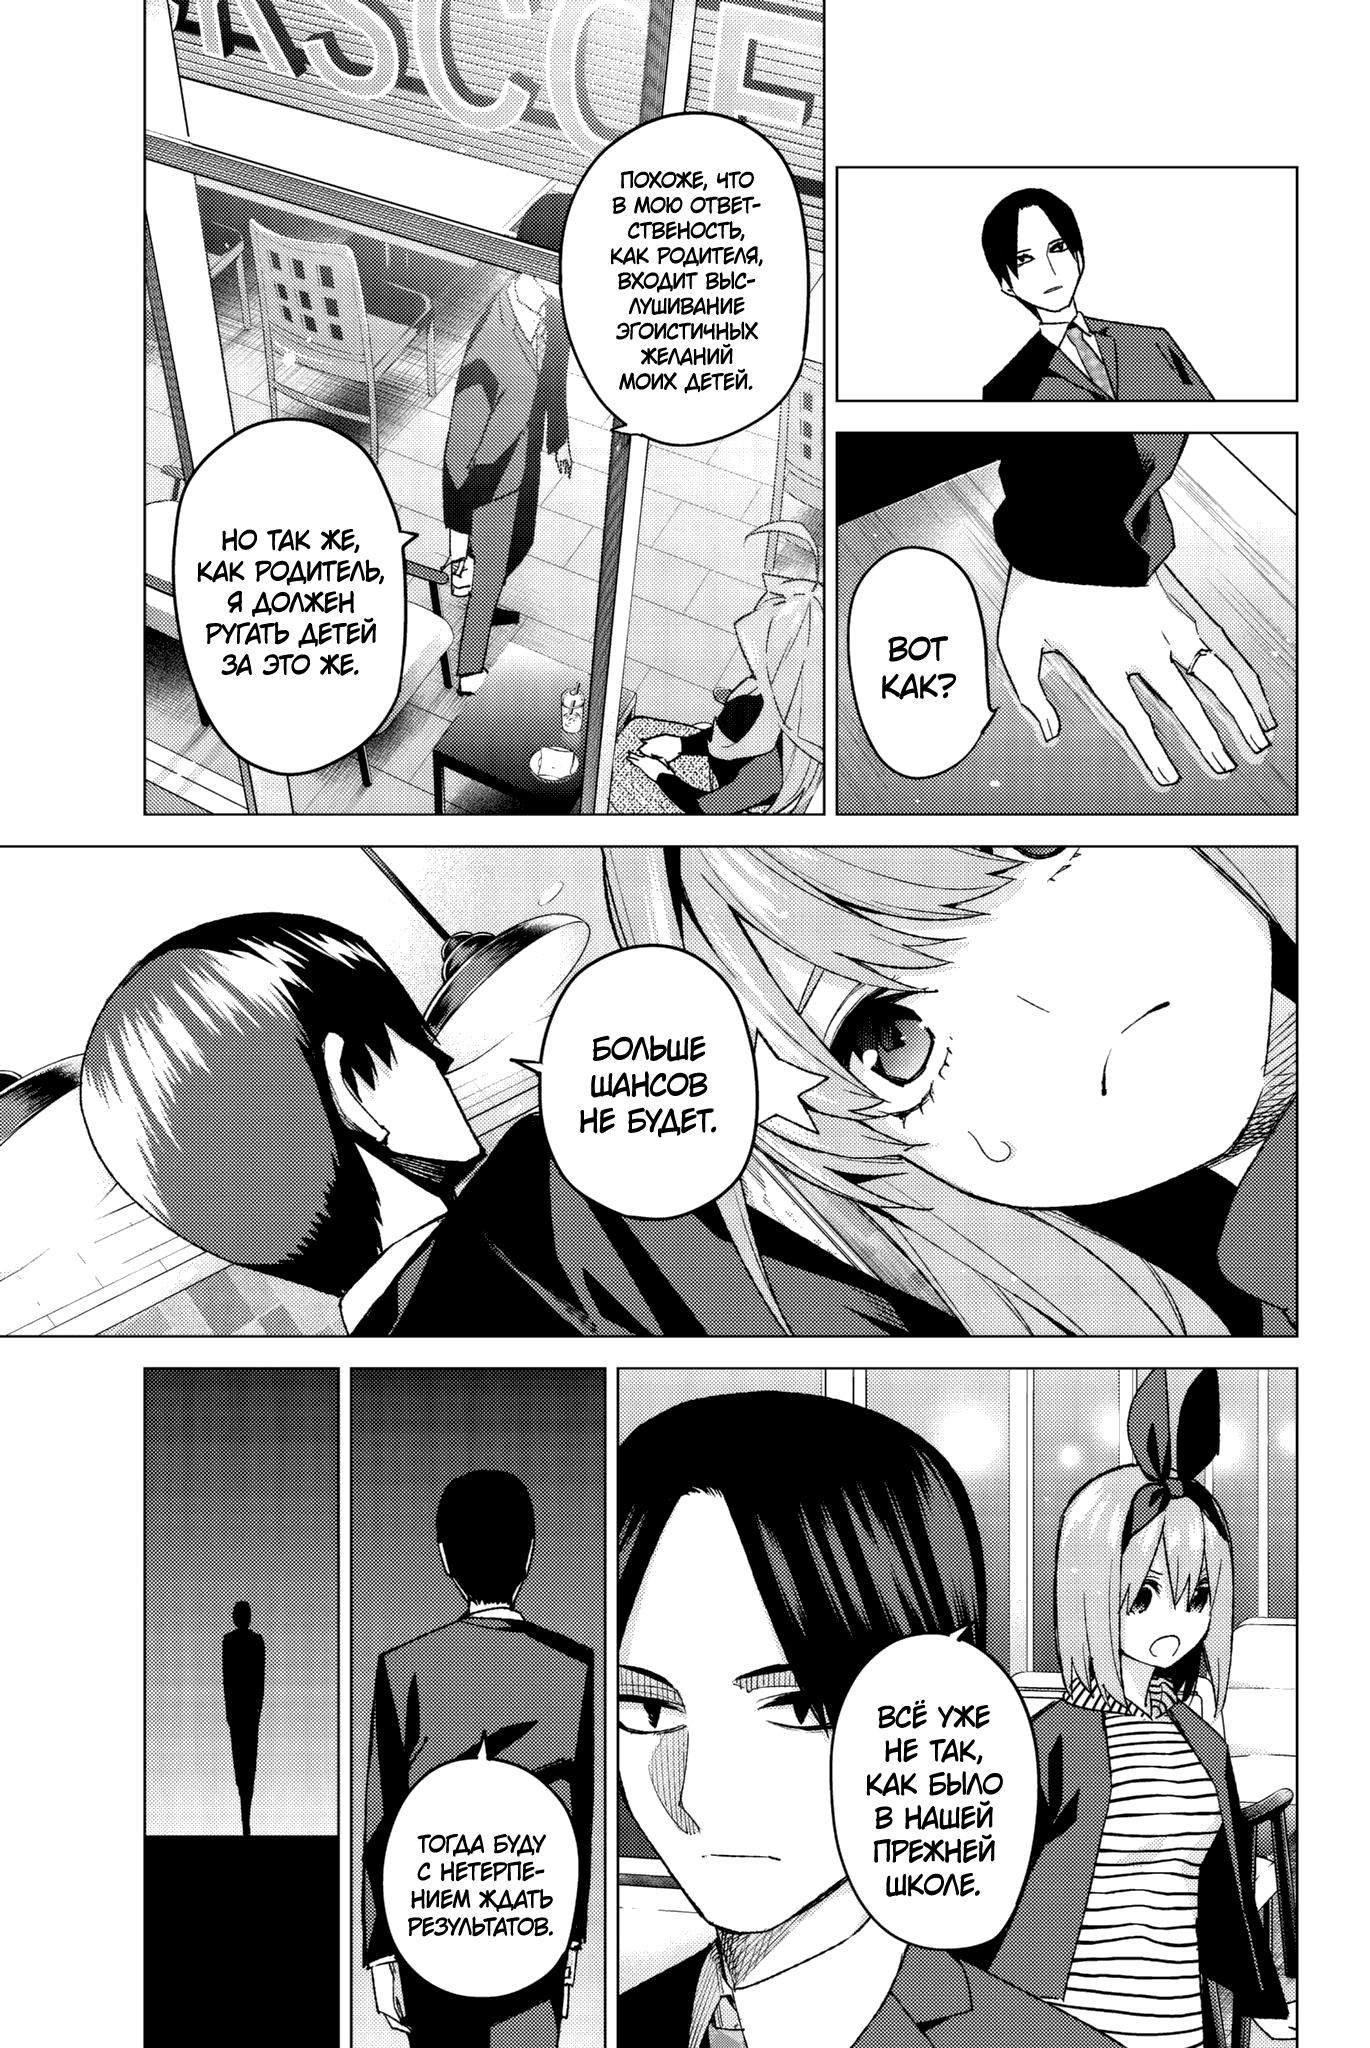 ASCOF
ВОТ
КАК?
ПОХОЖЕ, ЧТО
В МОЮ ОТВЕТ-
СТВЕНОСТЬ,
КАК РОДИТЕЛЯ,
ВХОДИТ ВЫС-
ЛУШИВАНИЕ
ЭГОИСТИЧНЫХ
ЖЕЛАНИЙ
МОИХ ДЕТЕЙ.
НО ТАК ЖЕ,
КАК РОДИТЕЛЬ,
Я ДОЛЖЕН
РУГАТЬ ДЕТЕЙ
ЗА ЭТО ЖЕ.
БОЛЬШЕ
ШАНСОВ
НЕ БУДЕТ.
ВСЁ УЖЕ
НЕ ТАК,
КАК БЫЛО
В НАШЕЙ
ПРЕЖНЕЙ
ШКОЛЕ.
ТОГДА БУДУ
С НЕТЕРПЕ-
НИЕМ ЖДАТЬ
РЕЗУЛЬТАТОВ.